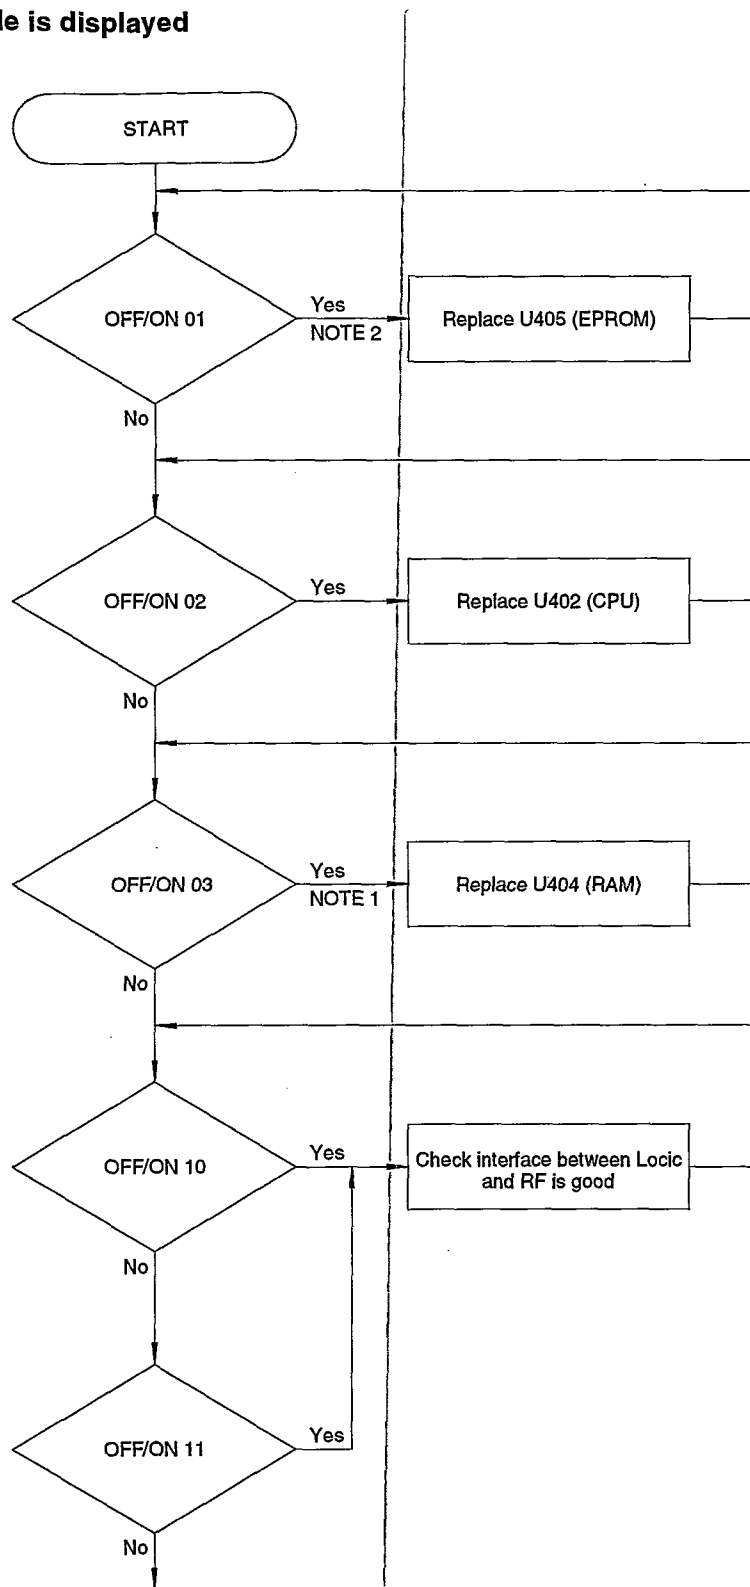 is displayed
START
OFF/ON 01
Yes
NOTE 2
Replace U405 (EPROM)
No
OFF/ON 02
Yes
Replace U402 (CPU)
No
OFF/ON 03
Yes
NOTE 1
Replace U404 (RAM)
No
OFF/ON 10
Yes
Check interface between Locic
and RF is good
No
OFF/ON 11
Yes
No